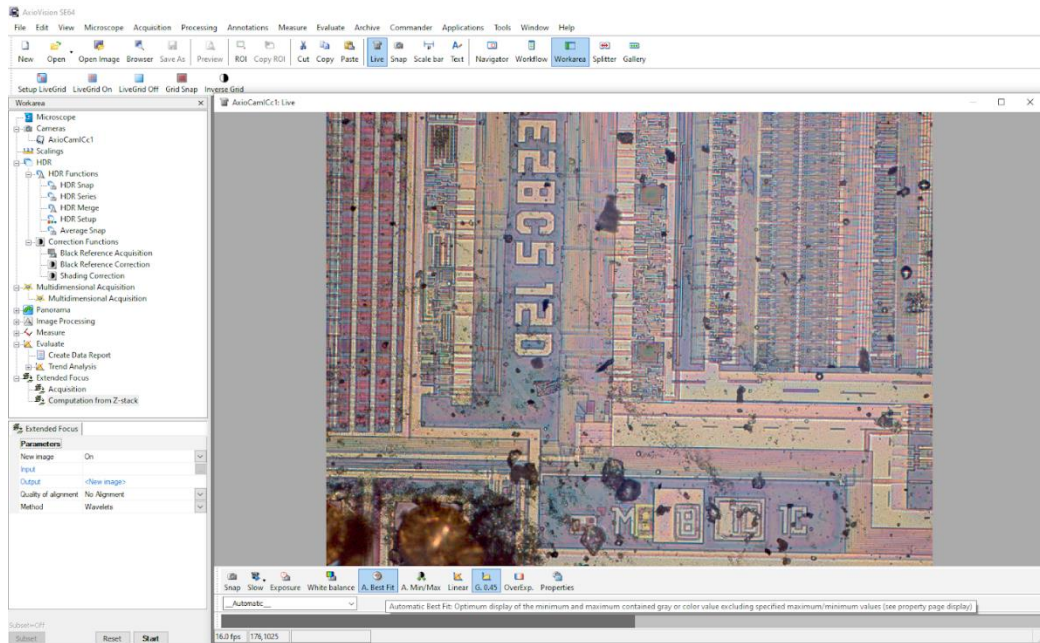 AxioVision SE64
File Edit View Microscope Acquisition Processing Annotations Measure Evaluate Archive Commander Applications Tools Window Help
New Open Open Image Browser Save As Preview ROI Copy ROI Cut Copy Paste Live Snap Scale bar Text Navigator Workflow Workarea Splitter Gallery
Setup LiveGrid LiveGrid On LiveGrid Off Grid Snap Inverse Grid
Workarea
Microscope
Cameras
AxioCamICc1
Scalings
HDR
HDR Functions
HDR Snap
HDR Series
HDR Merge
HDR Setup
Average Snap
Correction Functions
Black Reference Acquisition
Black Reference Correction
Shading Correction
Multidimensional Acquisition
Multidimensional Acquisition
Panorama
Image Processing
Measure
Evaluate
Create Data Report
Trend Analysis
Extended Focus
Acquisition
Computation from Z-stack
Extended Focus
Parameters
New image On
Input
Output <New image>
Quality of alignment No Alignment
Method Wavelets
Subset=Off
Subset Reset Start
AxioCamICc1: Live
EF8C5120
Snap Slow Exposure White balance A. Best Fit A. Min/Max Linear G. 0,45 OverExp. Properties
__Automatic__
Automatic Best Fit: Optimum display of the minimum and maximum contained gray or color value excluding specified maximum/minimum values (see property page display)
16.0 fps 176,1025